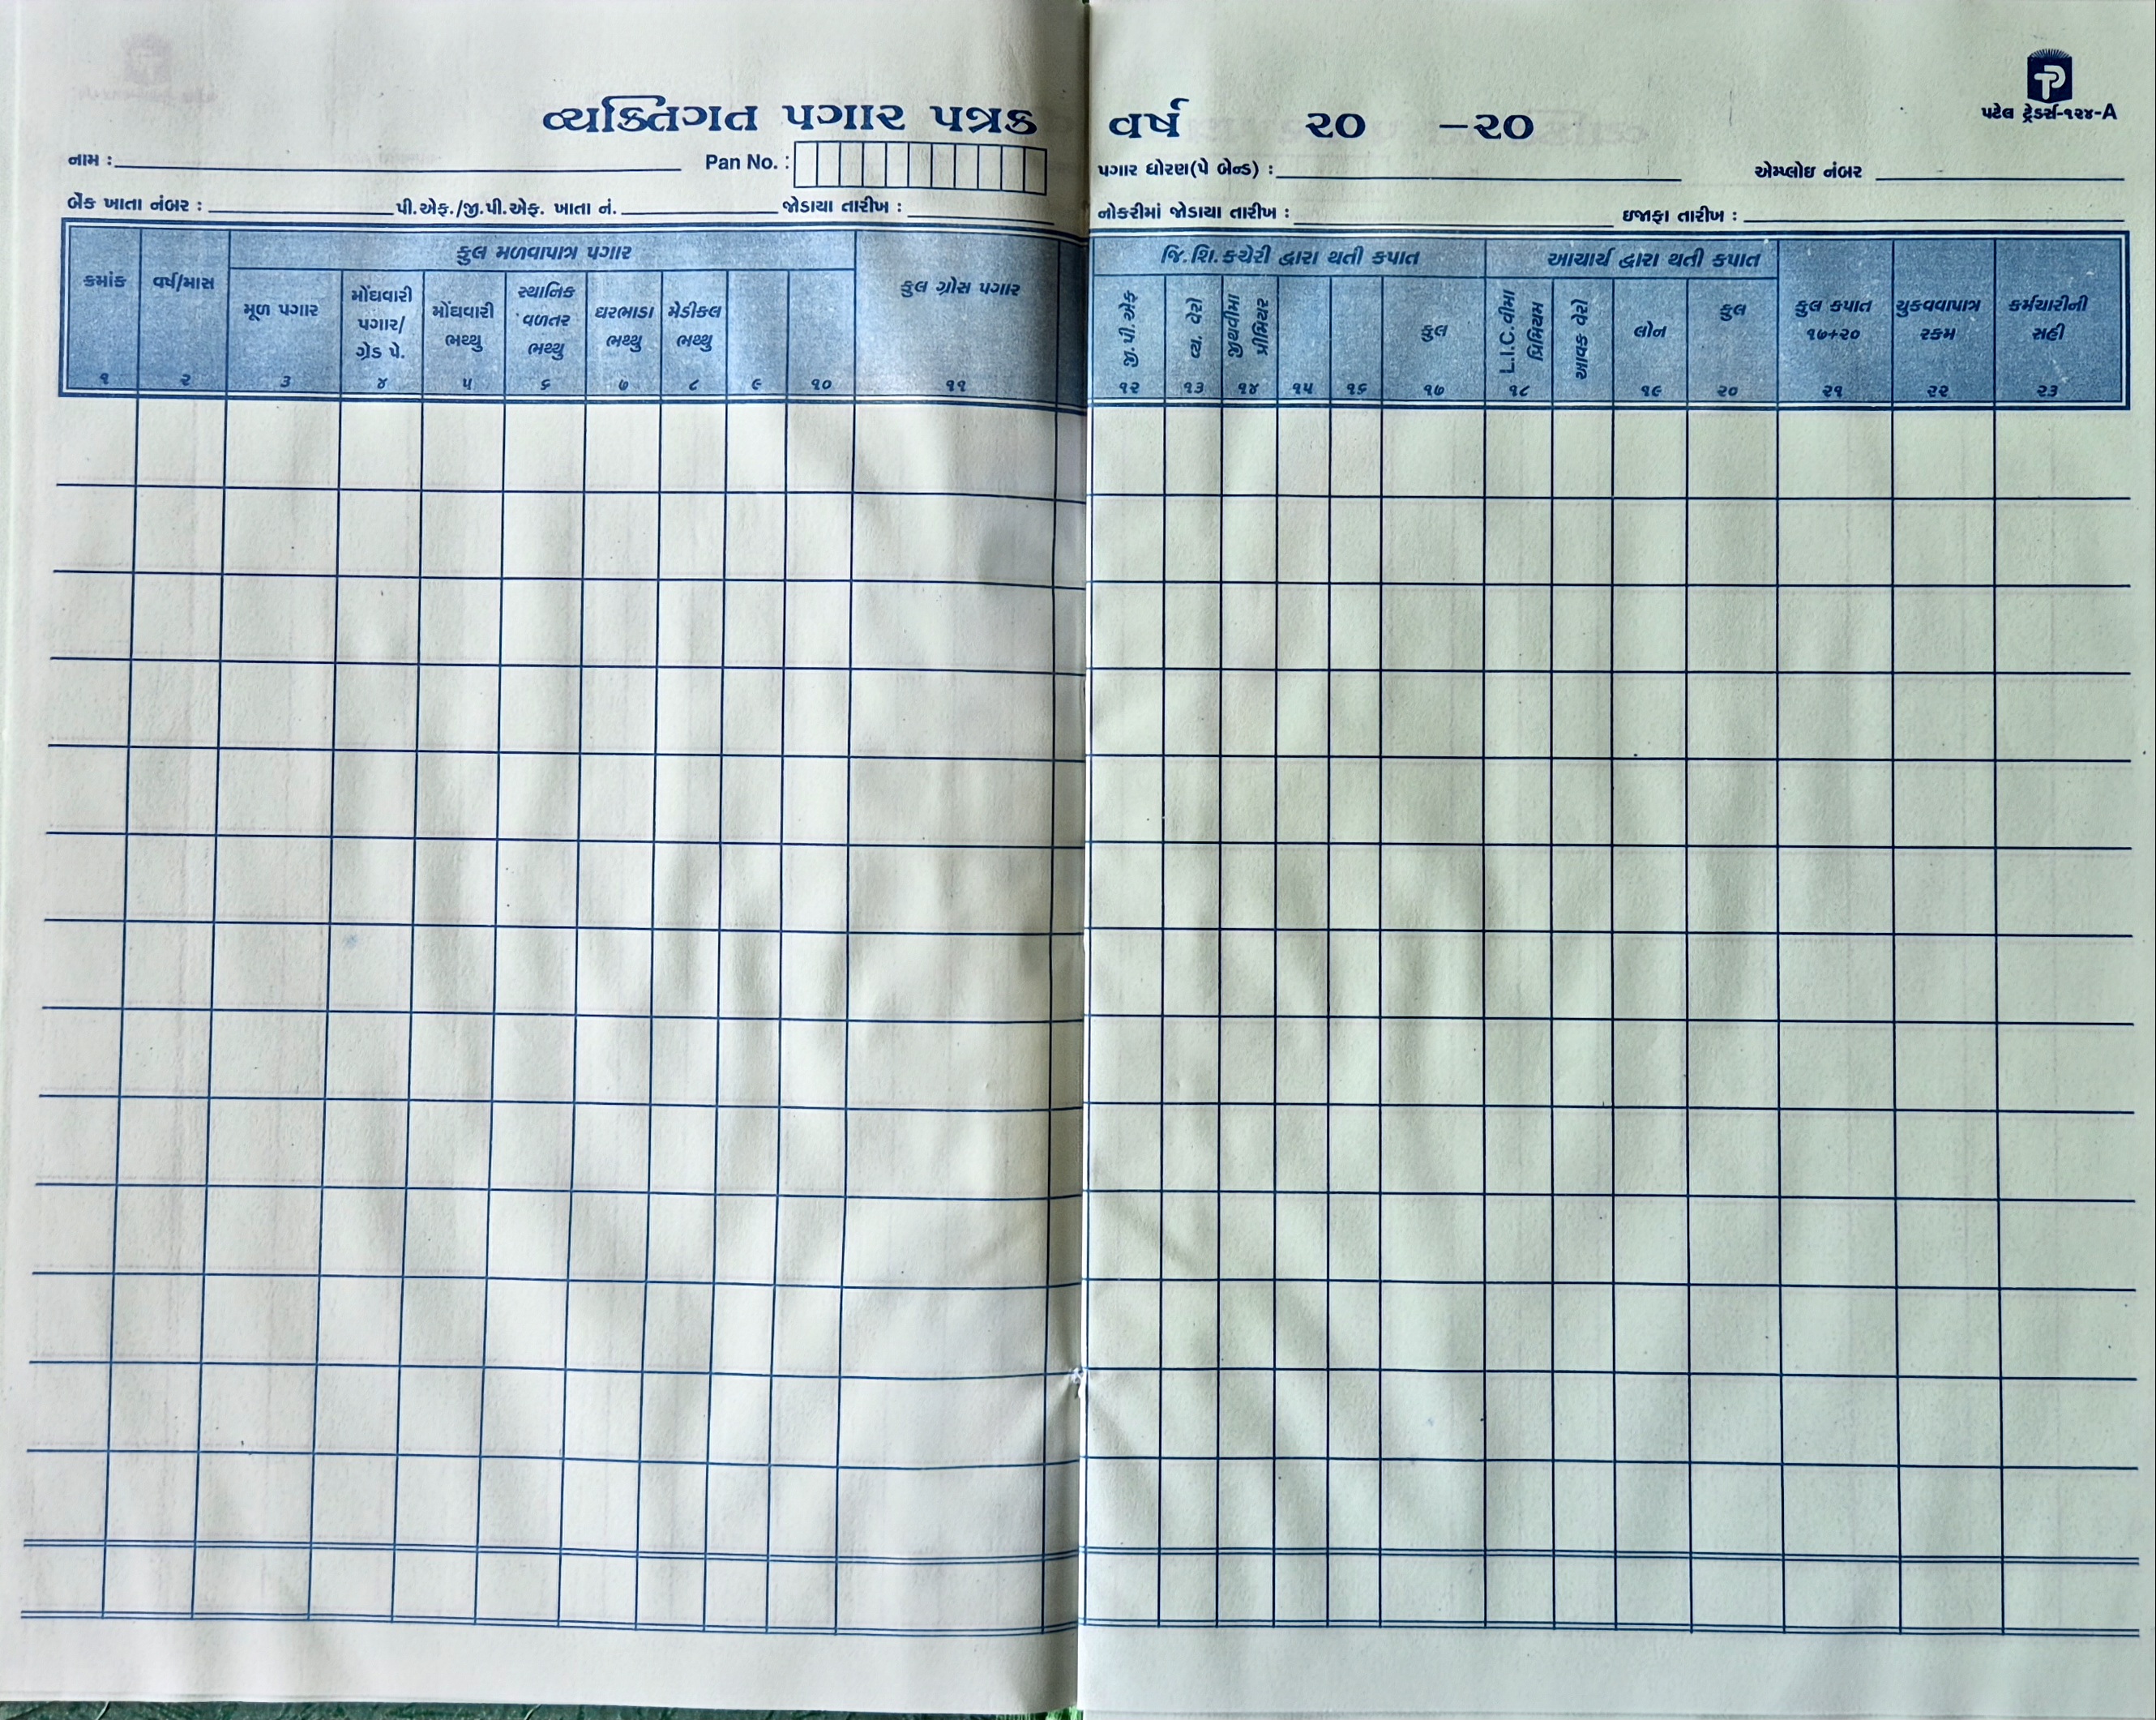 પટેલ ટ્રેડર્સ-૧૨૪-A
વ્યક્તિગત પગાર પત્રક વર્ષ ૨૦ -૨૦
નામ : Pan No. : પગાર ધોરણ(પે બેન્ડ) : એમ્પ્લોઇ નંબર
બેંક ખાતા નંબર : પી.એફ./જી.પી.એફ. ખાતા નં. જોડાયા તારીખ : નોકરીમાં જોડાયા તારીખ : ઇજાફા તારીખ :
ક્રમાંક
૧
વર્ષ/માસ
૨
કુલ મળવાપાત્ર પગાર
મૂળ પગાર
૩
મોંઘવારી
પગાર/
ગ્રેડ પે.
૪
મોંઘવારી
ભથ્થુ
૫
સ્થાનિક
વળતર
ભથ્થુ
૬
ઘરભાડા
ભથ્થુ
૭
મેડીકલ
ભથ્થુ
૮
૯
૧૦
કુલ ગ્રોસ પગાર
૧૧
જિ.શિ.કચેરી દ્વારા થતી કપાત
જી.પી.એફ
૧૨
વ્ય. વેરો
૧૩
જીથવીમા
પ્રીમિયર
૧૪
૧૫
૧૬
કુલ
૧૭
આચાર્ય દ્વારા થતી કપાત
L.I.C.વીમા
પ્રિમિયમ
૧૮
આવક વેરો
લોન
૧૯
કુલ
૨૦
કુલ કપાત
૧૭+૨૦
૨૧
ચુકવવાપાત્ર
રકમ
૨૨
કર્મચારીની
સહી
૨૩